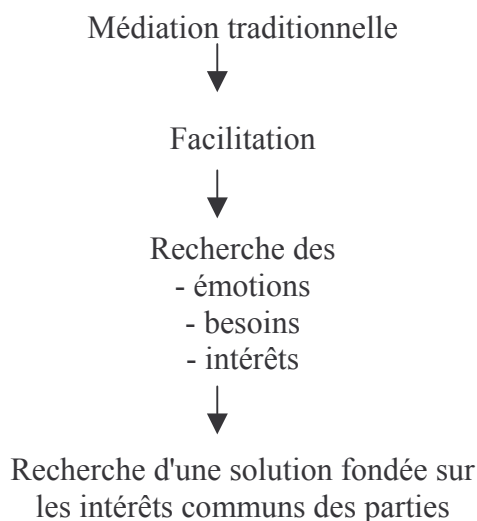 Médiation traditionnelle
Facilitation
Recherche des
- émotions
- besoins
- intérêts
Recherche d'une solution fondée sur
les intérêts communs des parties